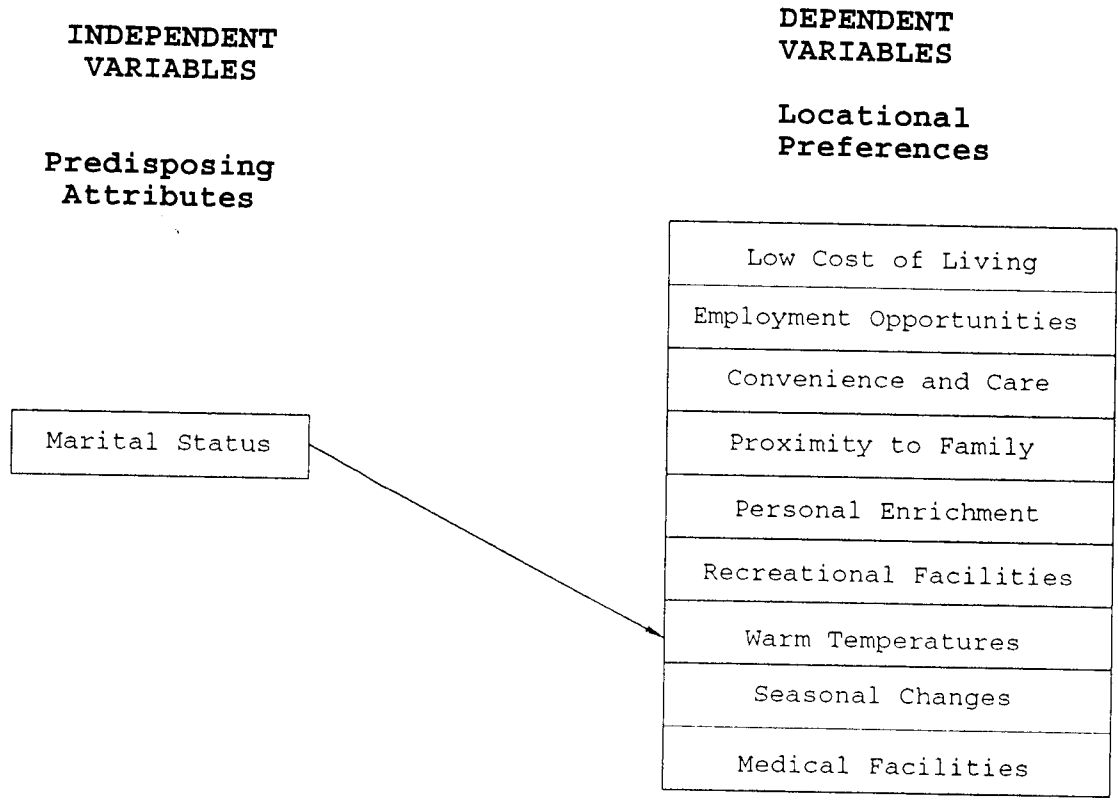 INDEPENDENT
VARIABLES
Predisposing
Attributes
Marital Status
DEPENDENT
VARIABLES
Locational
Preferences
Low Cost of Living
Employment Opportunities
Convenience and Care
Proximity to Family
Personal Enrichment
Recreational Facilities
Warm Temperatures
Seasonal Changes
Medical Facilities